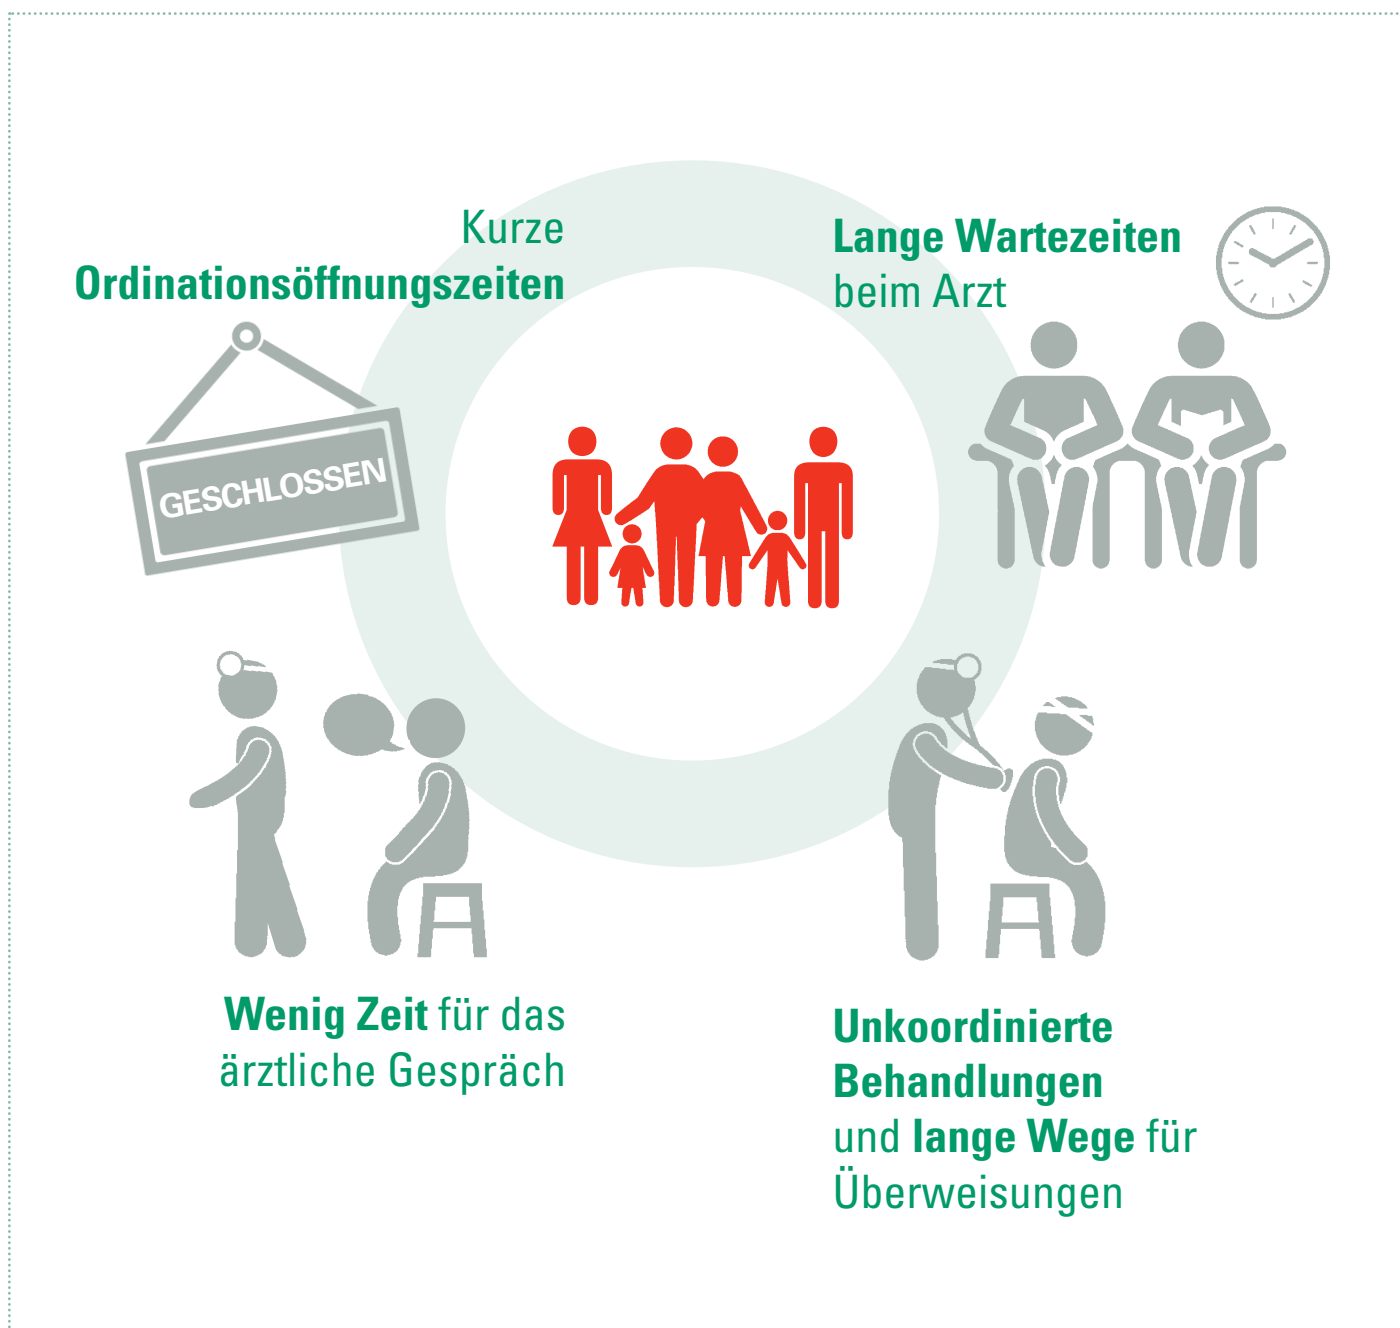 Kurze
Ordinationsöffnungszeiten
GESCHLOSSEN
Lange Wartezeiten
beim Arzt
Wenig Zeit für das
ärztliche Gespräch
Unkoordinierte
Behandlungen
und lange Wege für
Überweisungen